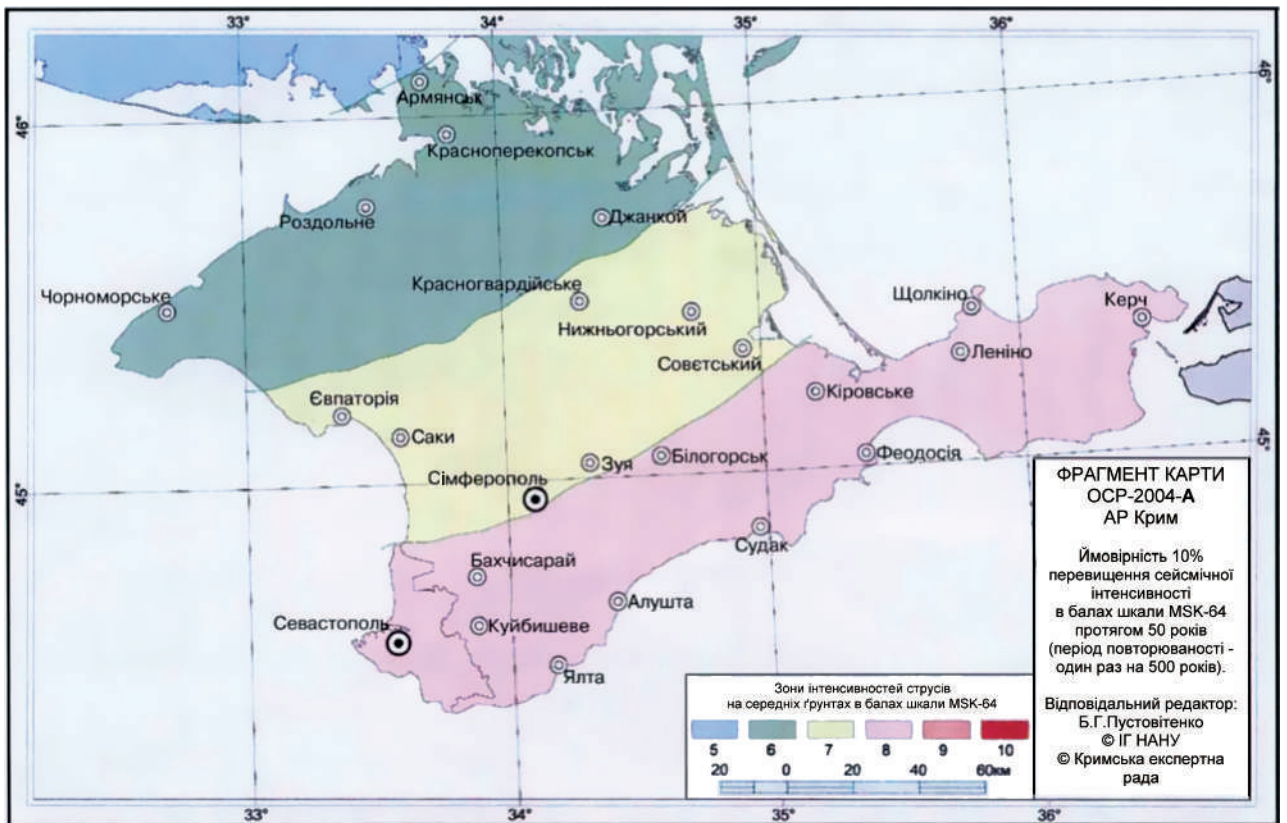 33°
34°
35°
36°
46°
46°
Армянськ
Красноперекопськ
Роздольне
Джанкой
Чорноморське
Красногвардійське
Нижньогорський
Совєтський
Щолкіно
Керч
Леніно
Кіровське
Євпаторія
Саки
Сімферополь
Зуя
Білогорськ
Феодосія
45°
45°
Судак
Бахчисарай
Алушта
Севастополь
Куйбишеве
Ялта
ФРАГМЕНТ КАРТИ
ОСР-2004-А
АР Крим
Ймовірність 10%
перевищення сейсмічної
інтенсивності
в балах шкали MSK-64
протягом 50 років
(період повторюваності -
один раз на 500 років).
Відповідальний редактор:
Б.Г.Пустовітенко
© ІГ НАНУ
© Кримська експертна
рада
Зони інтенсивностей струсів
на середніх ґрунтах в балах шкали MSK-64
5 6 7 8 9 10
20 0 20 40 60км
33°
34°
35°
36°